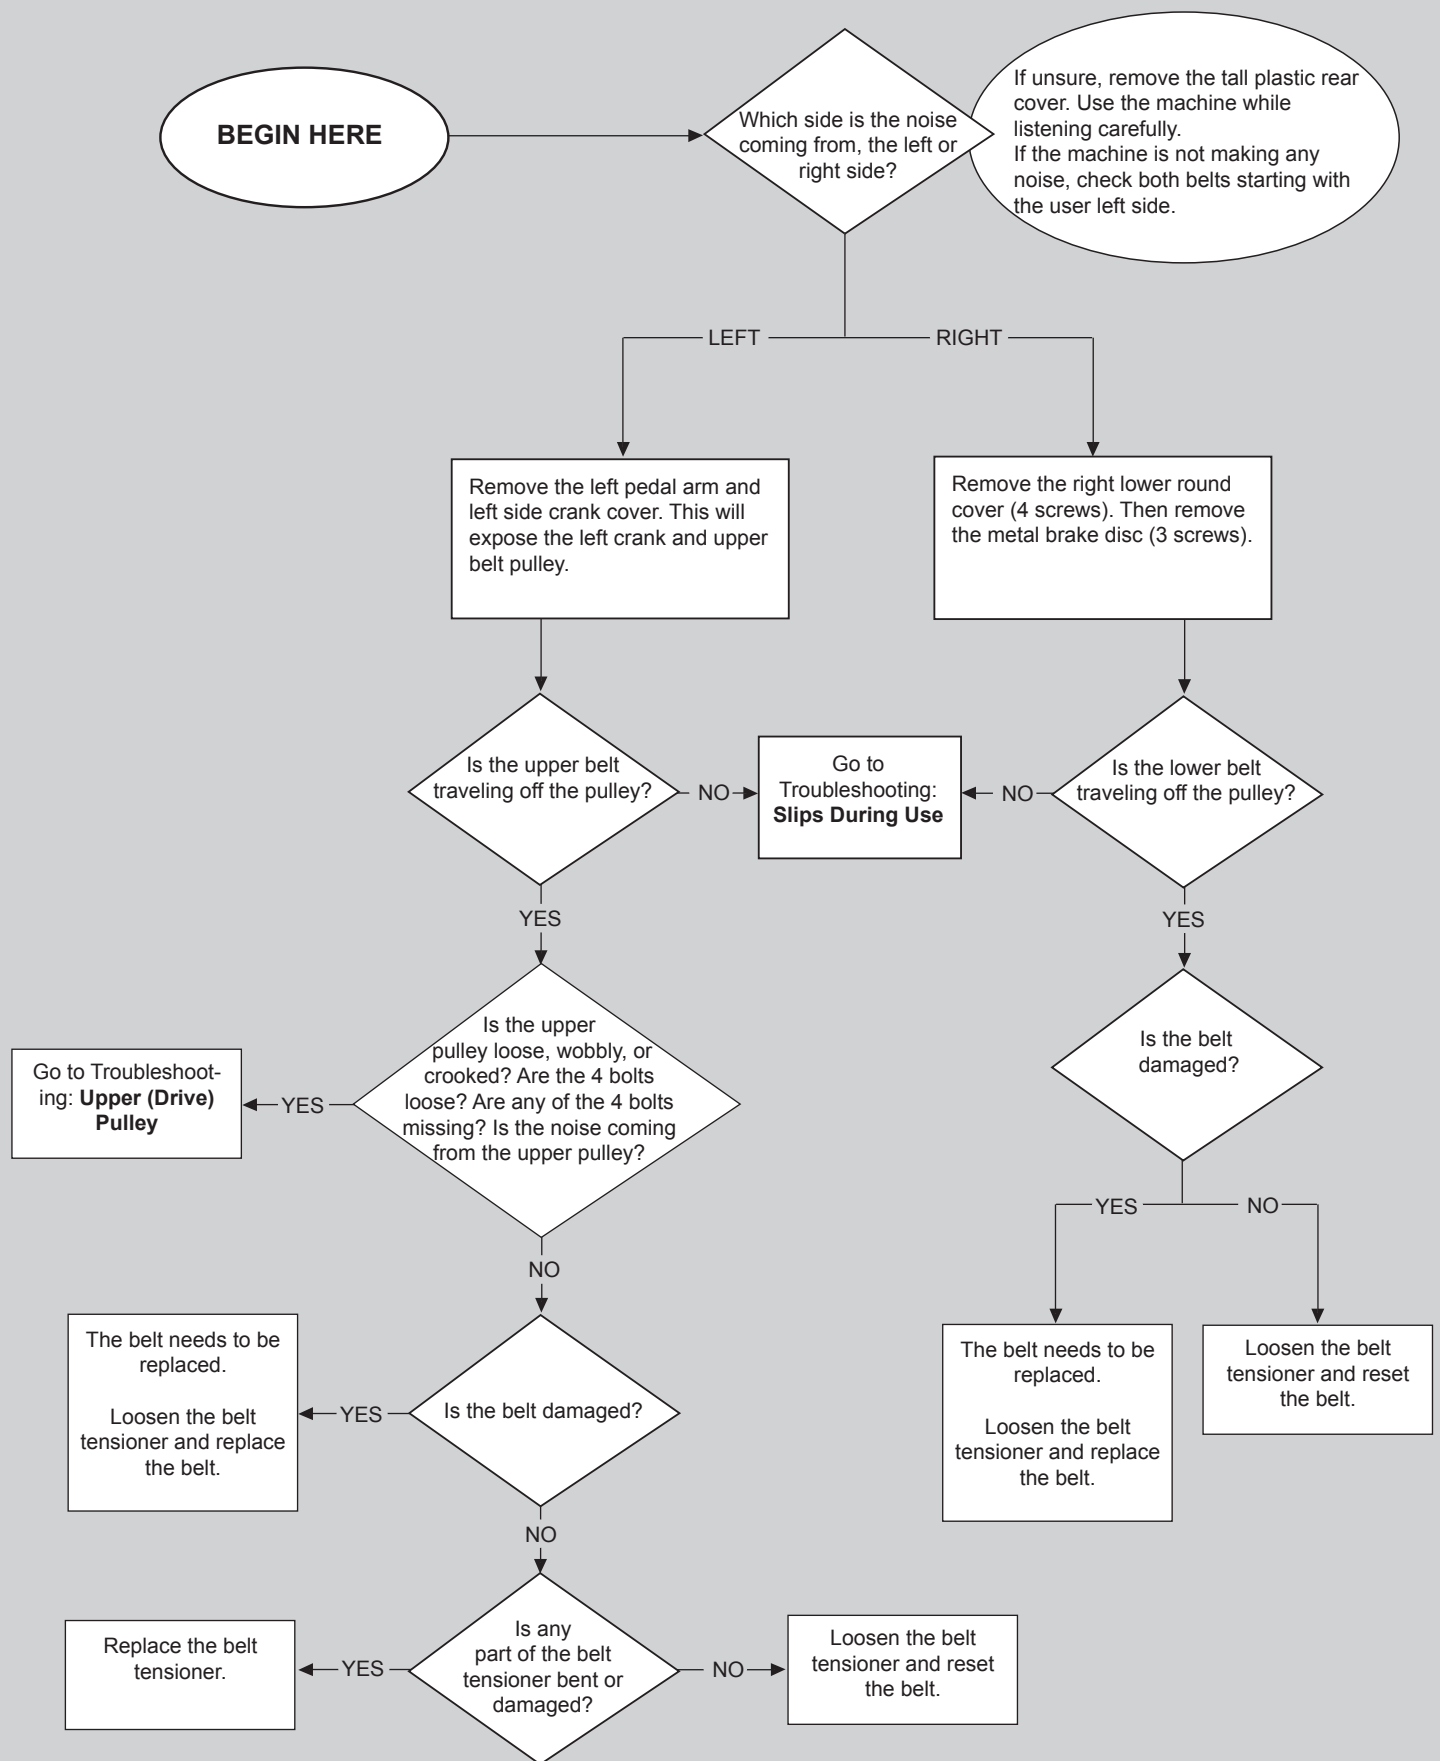 BEGIN HERE
Which side is the noise
coming from, the left or
right side?
If unsure, remove the tall plastic rear
cover. Use the machine while
listening carefully.
If the machine is not making any
noise, check both belts starting with
the user left side.
LEFT
RIGHT
Remove the left pedal arm and
left side crank cover. This will
expose the left crank and upper
belt pulley.
Remove the right lower round
cover (4 screws). Then remove
the metal brake disc (3 screws).
Is the upper belt
traveling off the pulley?
NO
Go to
Troubleshooting:
Slips During Use
NO
Is the lower belt
traveling off the pulley?
YES
YES
Is the upper
pulley loose, wobbly, or
crooked? Are the 4 bolts
loose? Are any of the 4 bolts
missing? Is the noise coming
from the upper pulley?
YES
Go to Troubleshoot-
ing: Upper (Drive)
Pulley
Is the belt
damaged?
YES
NO
NO
The belt needs to be
replaced.
Loosen the belt
tensioner and replace
the belt.
YES
Is the belt damaged?
The belt needs to be
replaced.
Loosen the belt
tensioner and replace
the belt.
Loosen the belt
tensioner and reset
the belt.
NO
Replace the belt
tensioner.
YES
Is any
part of the belt
tensioner bent or
damaged?
NO
Loosen the belt
tensioner and reset
the belt.